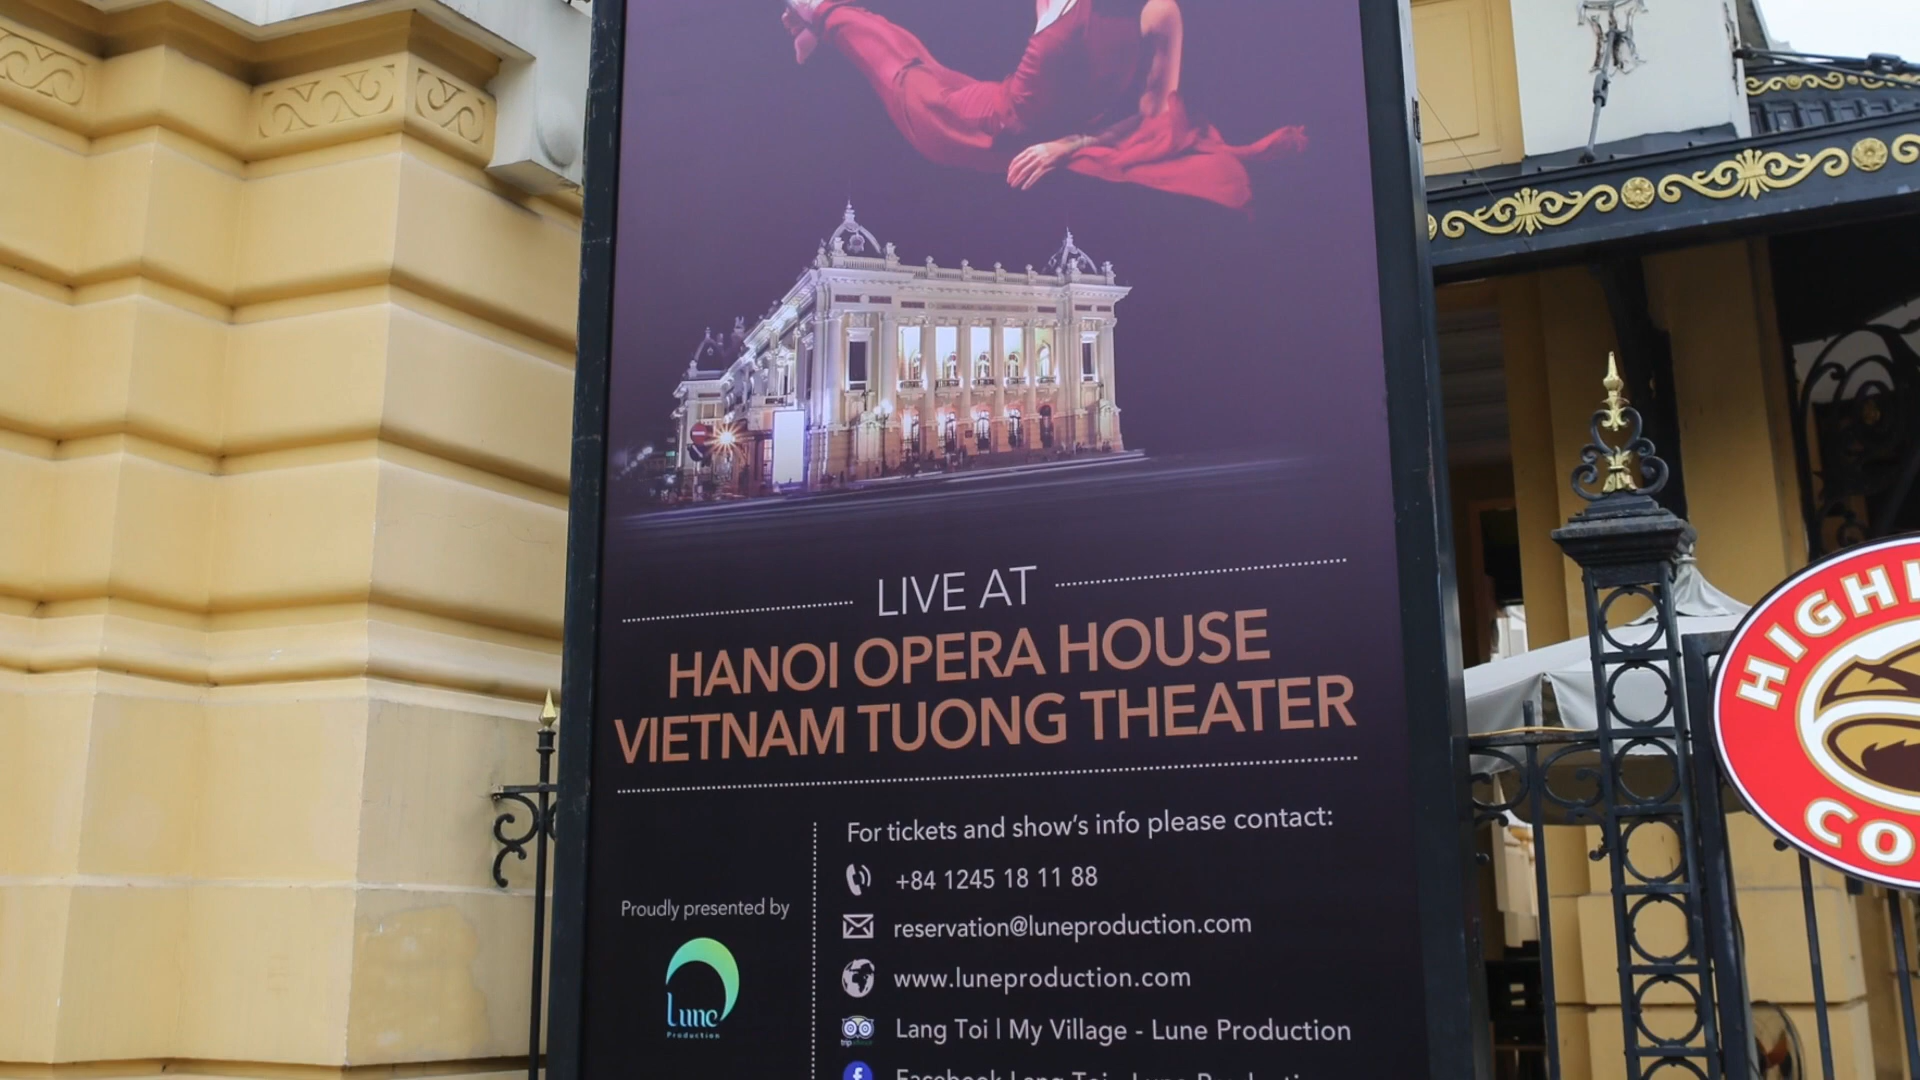 LIVE AT
HANOI OPERA HOUSE
VIETNAM TUONG THEATER
For tickets and show's info please contact:
+84 1245 18 11 88
reservation@luneproduction.com
www.luneproduction.com
Lang Toi | My Village - Lune Production
Proudly presented by
Lune
Production
HIGH
CO